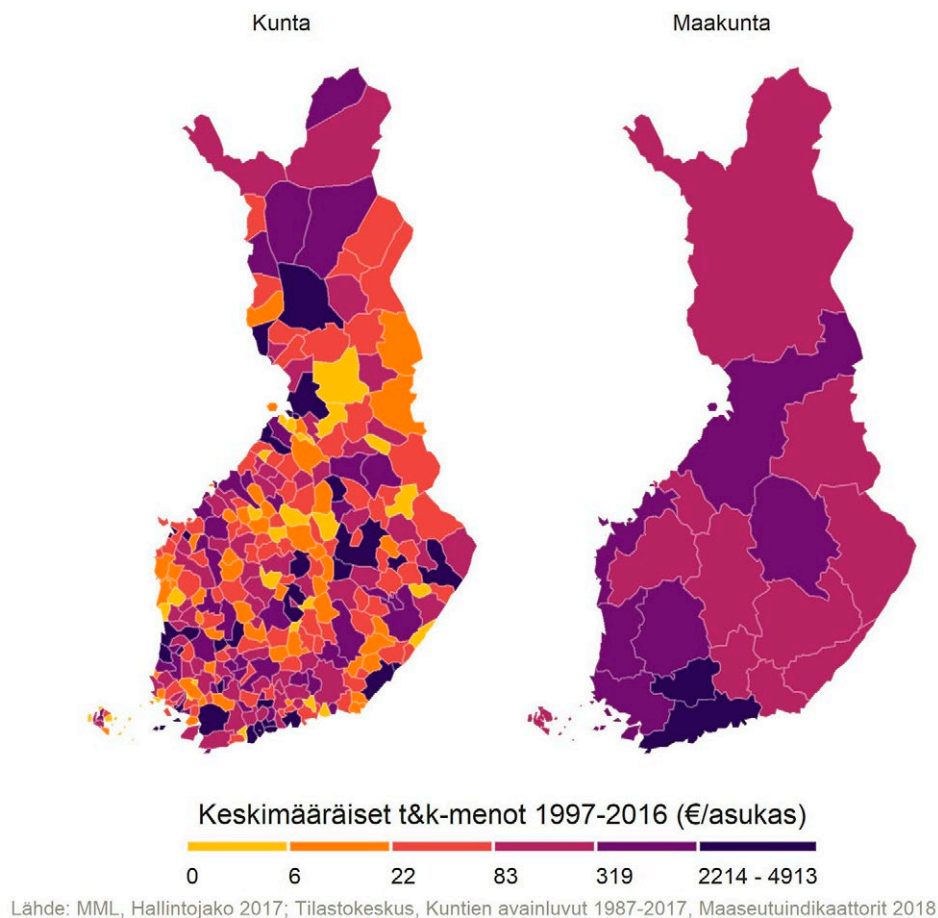 Kunta
Maakunta
Keskimääräiset t&k-menot 1997-2016 (€/asukas)
0 6 22 83 319 2214 - 4913
Lähde: MML, Hallintojako 2017; Tilastokeskus, Kuntien avainluvut 1987-2017, Maaseutuindikaattorit 2018